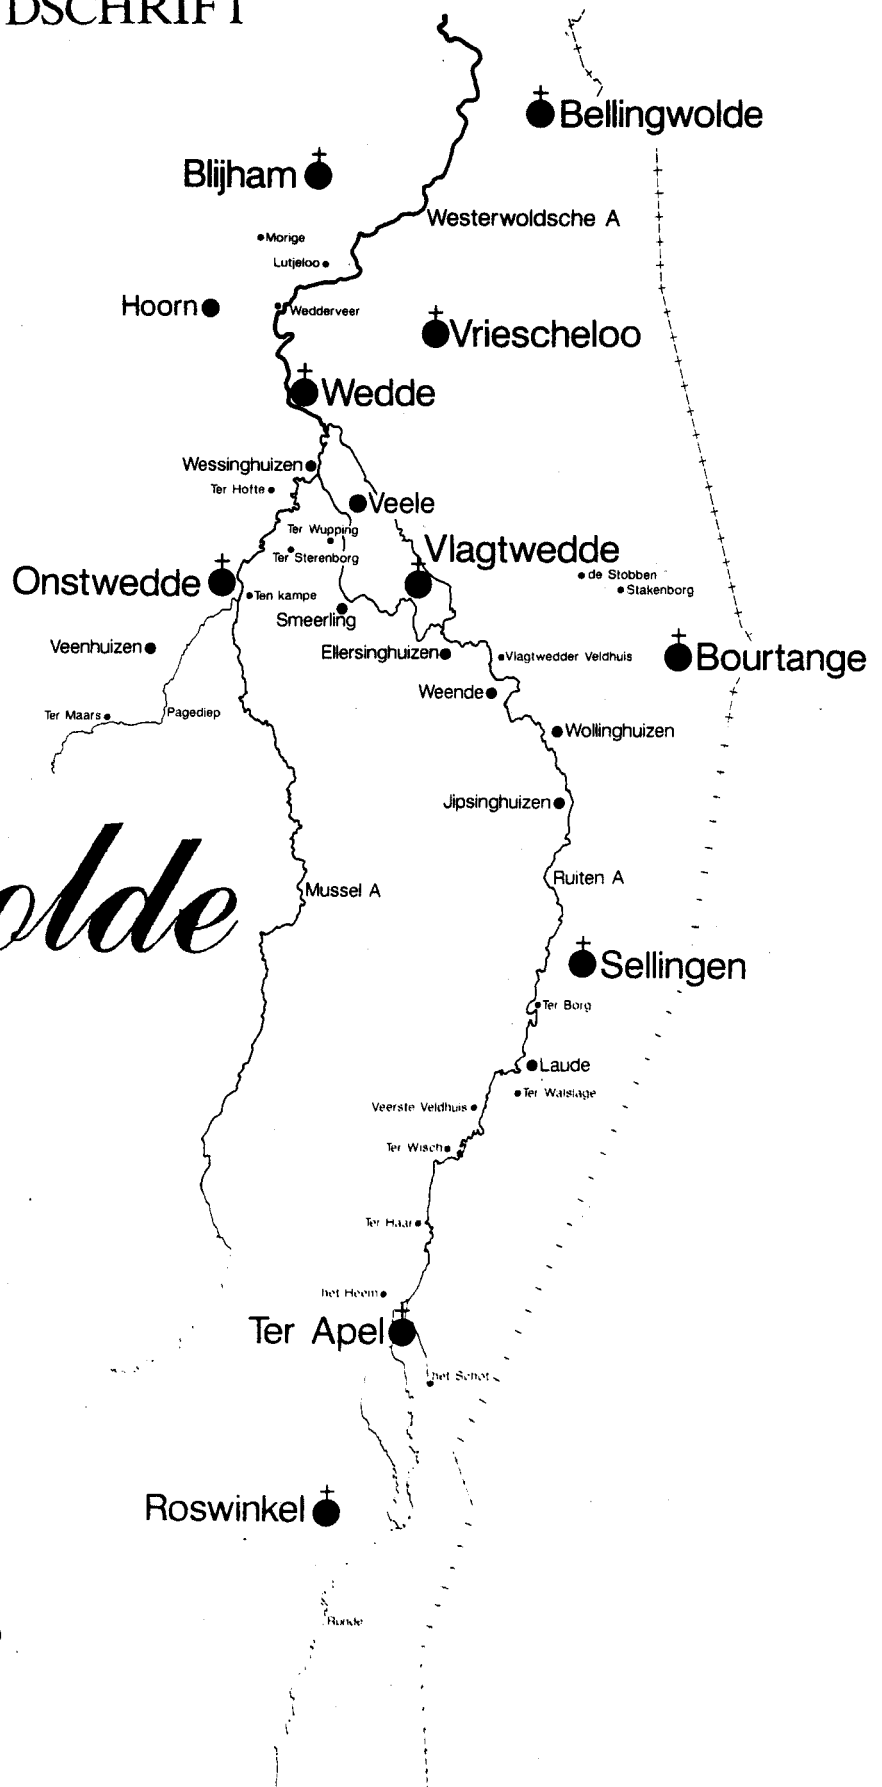 DSCHRIFT
Bellingwolde
Blijham
Westerwoldsche A
Morige
Lutjeloo
Hoorn
Wedderveer
Vriescheloo
Wedde
Wessinghuizen
Ter Hofte
Veele
Ter Wupping
Vlagtwedde
Ter Sterenborg
Onstwedde
de Stobben
Stakenborg
Ten kampe
Smeerling
Veenhuizen
Ellersinghuizen
Vlagtwedder Veldhuis
Bourtange
Weende
Ter Maars
Pagediep
Wollinghuizen
Jipsinghuizen
olde
Mussel A
Ruiten A
Sellingen
Ter Borg
Laude
Ter Walslage
Veerste Veldhuis
Ter Wisch
Ter Haar
het Heem
Ter Apel
het Schot
Roswinkel
Runde